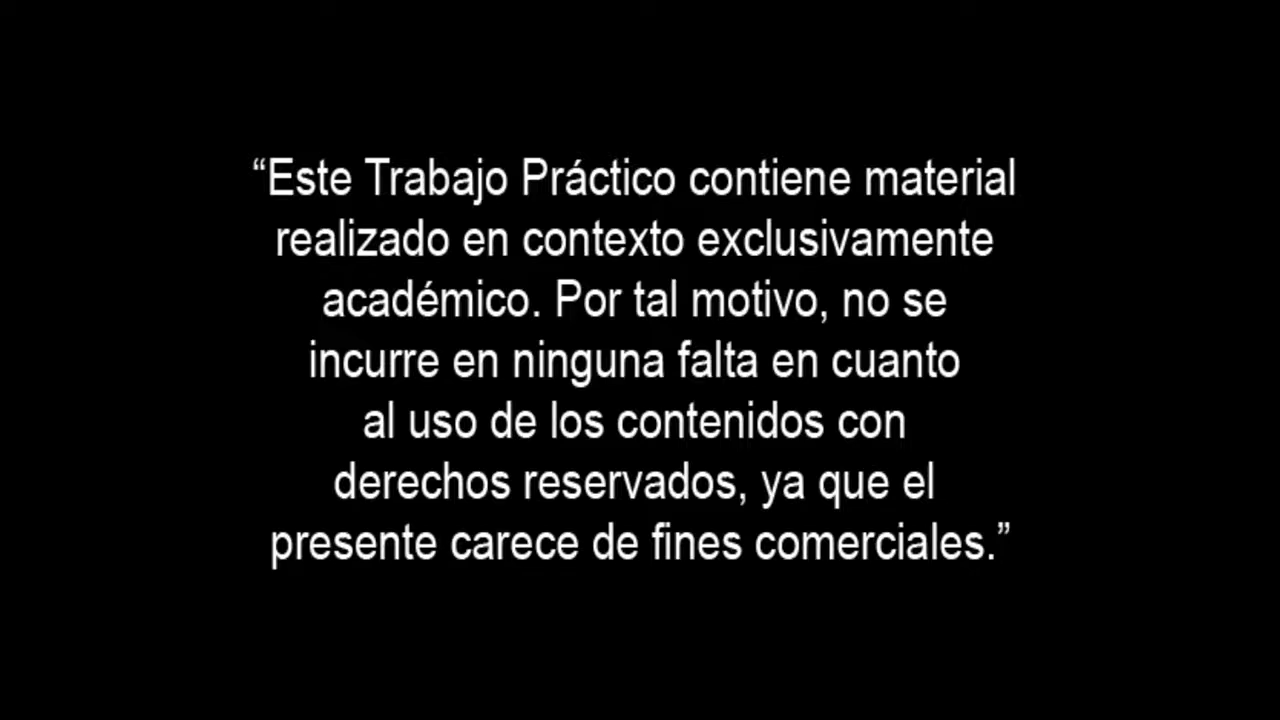 “Este Trabajo Práctico contiene material
realizado en contexto exclusivamente
académico. Por tal motivo, no se
incurre en ninguna falta en cuanto
al uso de los contenidos con
derechos reservados, ya que el
presente carece de fines comerciales.”